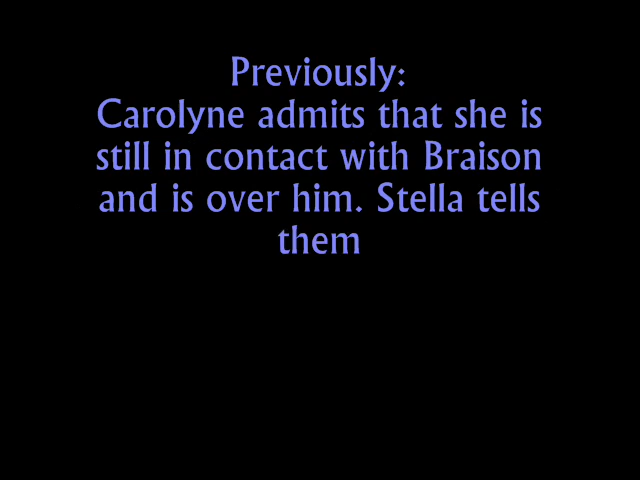 Previously:
Carolyne admits that she is
still in contact with Braison
and is over him. Stella tells
them